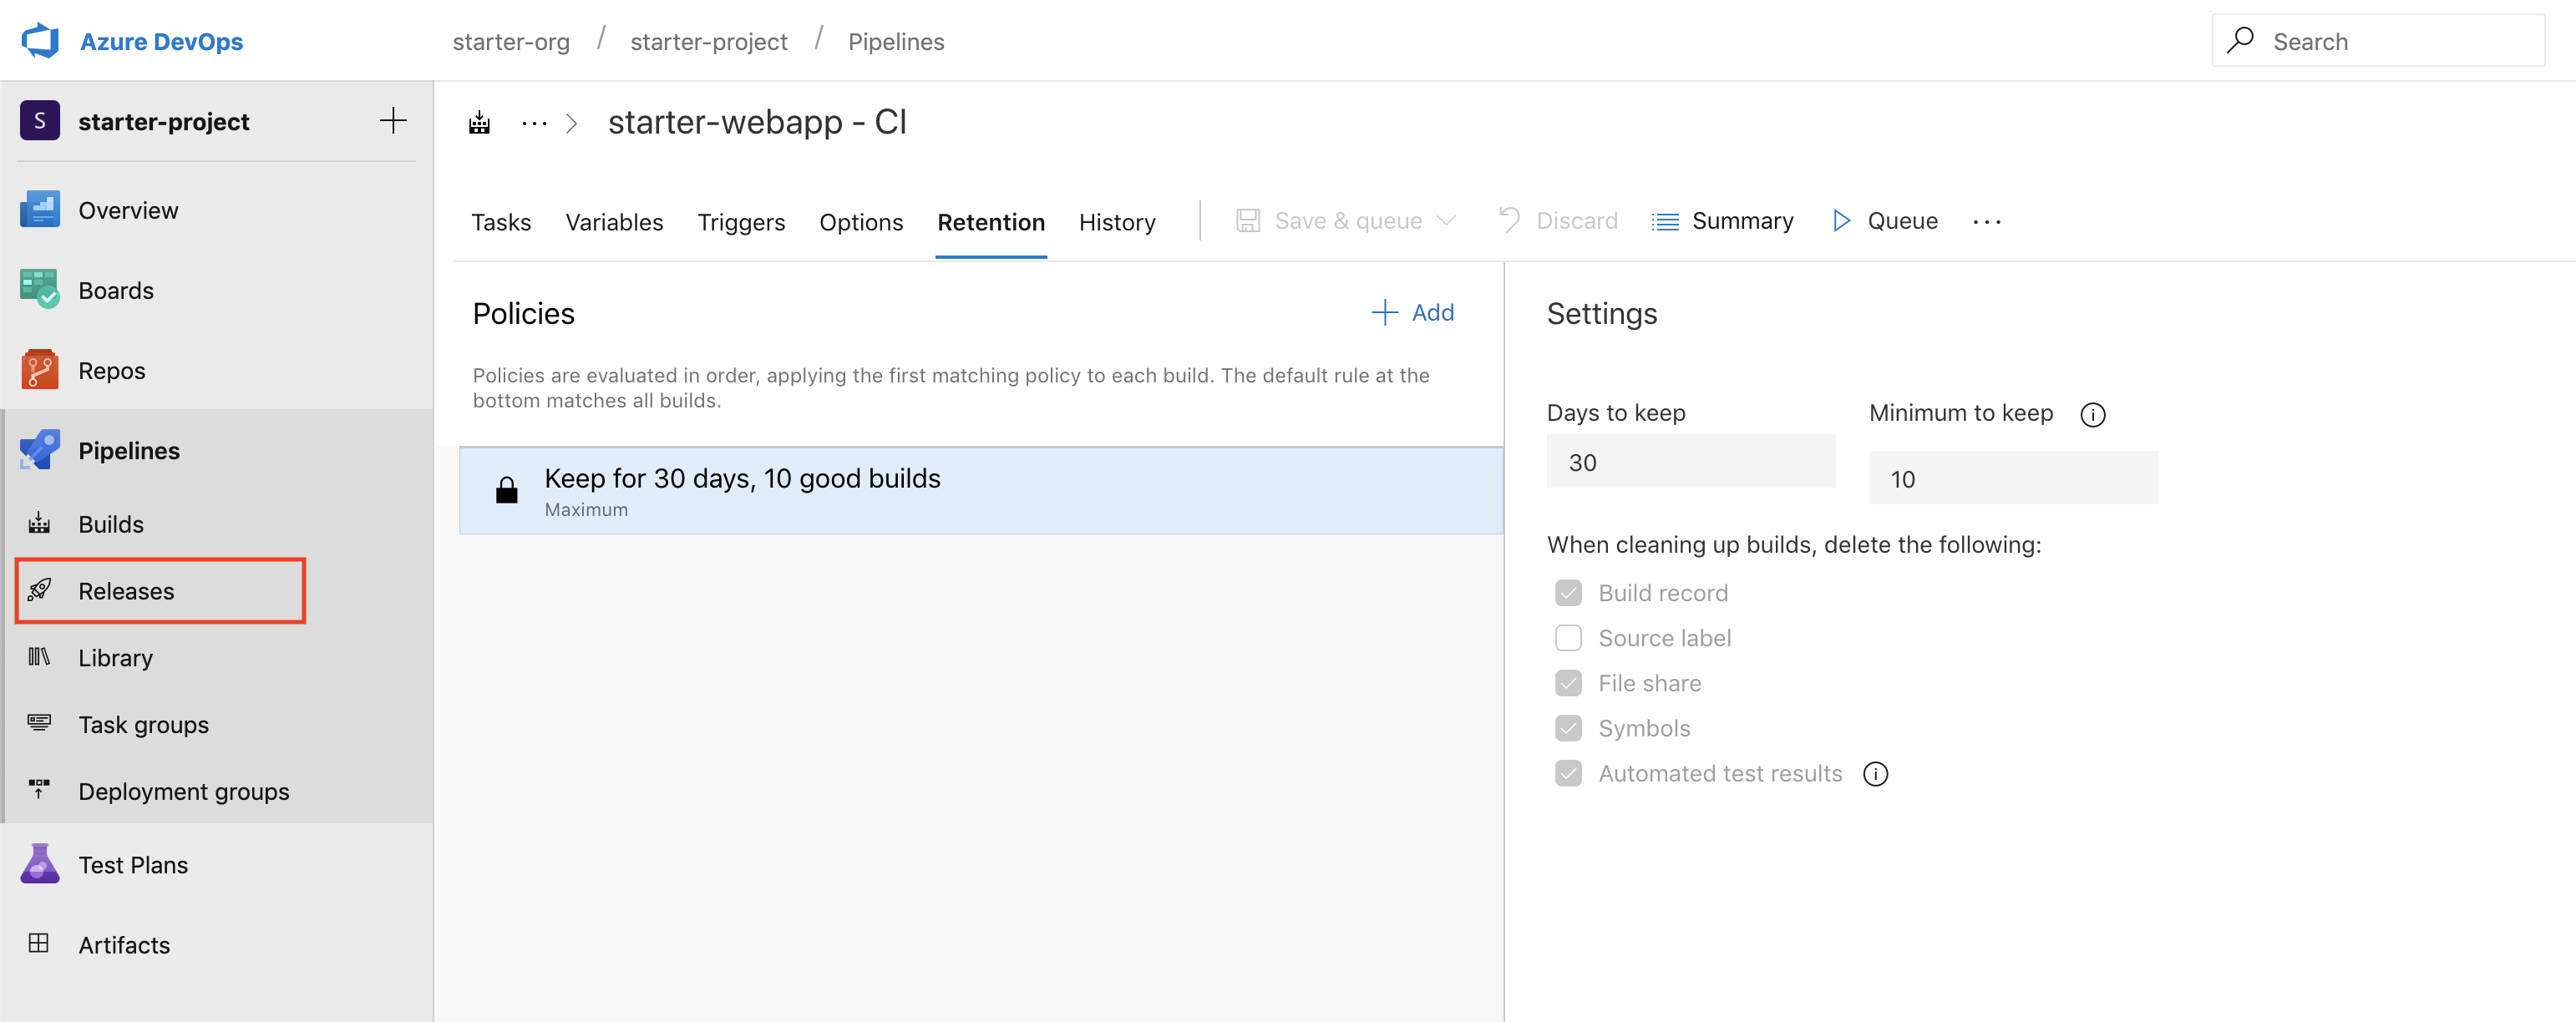 Azure DevOps
starter-org / starter-project / Pipelines
Search
S
starter-project
Overview
Boards
Repos
Pipelines
Builds
Releases
Library
Task groups
Deployment groups
Test Plans
Artifacts
... > starter-webapp - CI
Tasks Variables Triggers Options Retention History Save & queue Discard Summary Queue ...
Policies
Add
Policies are evaluated in order, applying the first matching policy to each build. The default rule at the
bottom matches all builds.
Keep for 30 days, 10 good builds
Maximum
Settings
Days to keep
30
Minimum to keep
10
When cleaning up builds, delete the following:
Build record
Source label
File share
Symbols
Automated test results